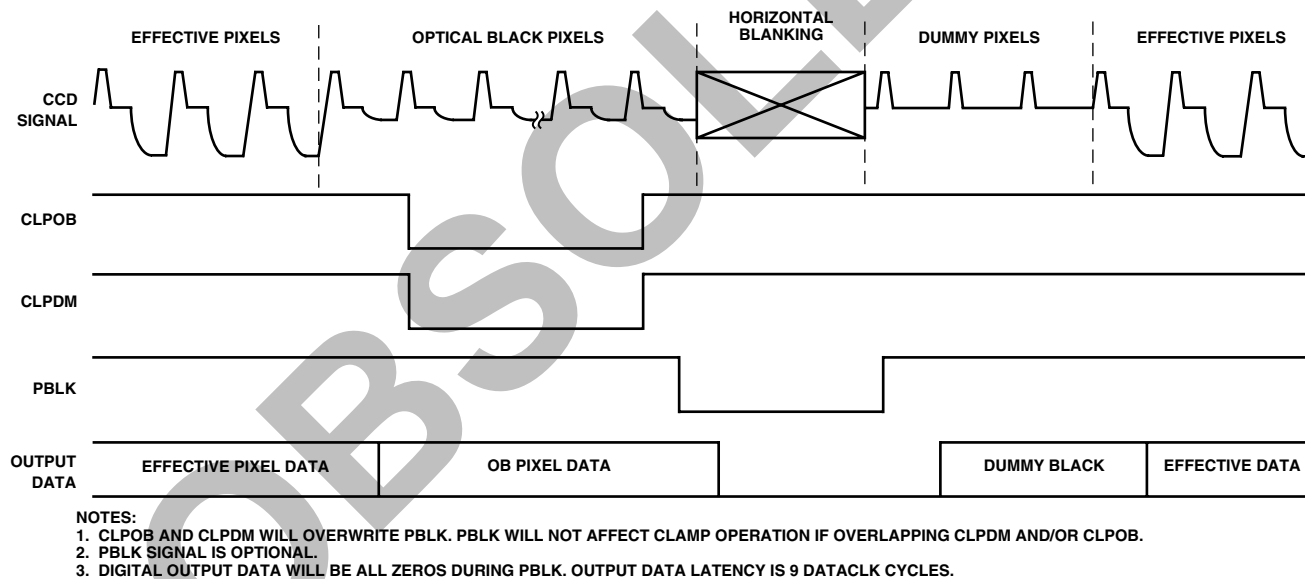 EFFECTIVE PIXELS
OPTICAL BLACK PIXELS
HORIZONTAL
BLANKING
DUMMY PIXELS
EFFECTIVE PIXELS
CCD
SIGNAL
CLPOB
CLPDM
PBLK
OUTPUT
DATA
EFFECTIVE PIXEL DATA
OB PIXEL DATA
DUMMY BLACK
EFFECTIVE DATA
NOTES:
1. CLPOB AND CLPDM WILL OVERWRITE PBLK. PBLK WILL NOT AFFECT CLAMP OPERATION IF OVERLAPPING CLPDM AND/OR CLPOB.
2. PBLK SIGNAL IS OPTIONAL.
3. DIGITAL OUTPUT DATA WILL BE ALL ZEROS DURING PBLK. OUTPUT DATA LATENCY IS 9 DATACLK CYCLES.